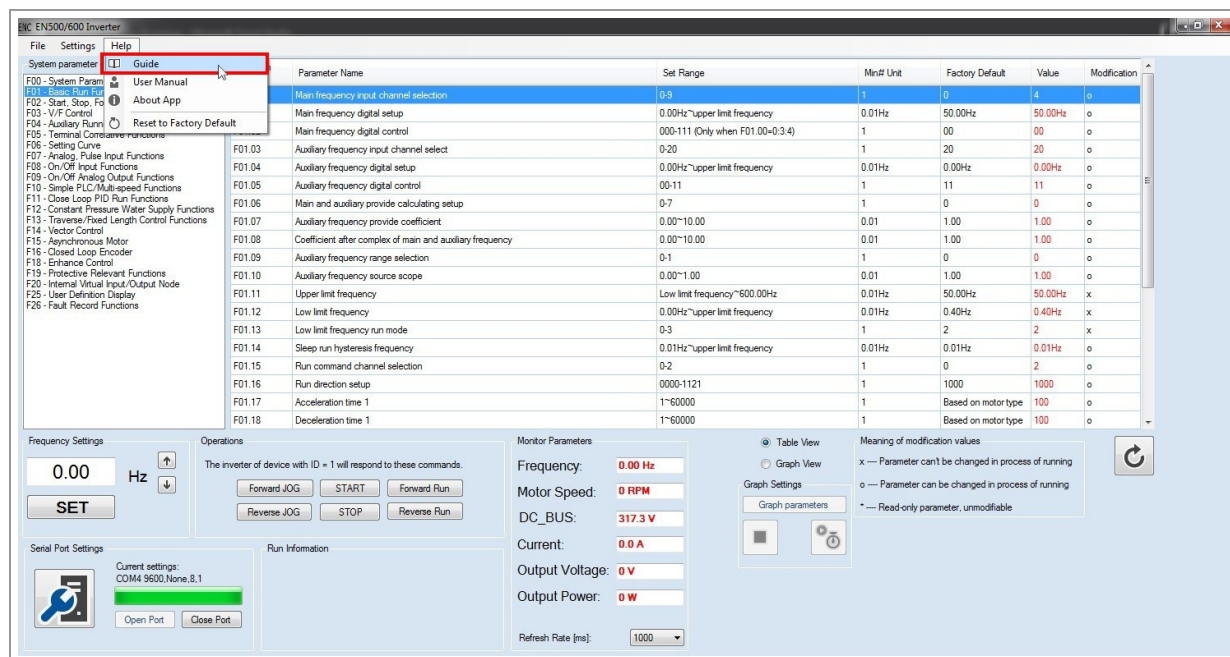 ENC EN500/600 Inverter
File Settings Help
System parameter
Guide
User Manual
About App
Reset to Factory Default
F00 - System Param
F01 - Basic Run Fun
F02 - Start, Stop, Fo
F03 - V/F Control
F04 - Auxiliary Runn
F05 - Terminal Correlative Functions
F06 - Setting Curve
F07 - Analog, Pulse Input Functions
F08 - On/Off Input Functions
F09 - On/Off Analog Output Functions
F10 - Simple PLC/Multi-speed Functions
F11 - Close Loop PID Run Functions
F12 - Constant Pressure Water Supply Functions
F13 - Traverse/Fixed Length Control Functions
F14 - Vector Control
F15 - Asynchronous Motor
F16 - Closed Loop Encoder
F18 - Enhance Control
F19 - Protective Relevant Functions
F20 - Internal Virtual Input/Output Node
F25 - User Definition Display
F26 - Fault Record Functions
Parameter Name Set Range Min# Unit Factory Default Value Modification
Main frequency input channel selection 0-9 1 0 4 o
Main frequency digital setup 0.00Hz~upper limit frequency 0.01Hz 50.00Hz 50.00Hz o
Main frequency digital control 000-111 (Only when F01.00=0:3:4) 1 00 00 o
F01.03 Auxiliary frequency input channel select 0-20 1 20 20 o
F01.04 Auxiliary frequency digital setup 0.00Hz~upper limit frequency 0.01Hz 0.00Hz 0.00Hz o
F01.05 Auxiliary frequency digital control 00-11 1 11 11 o
F01.06 Main and auxiliary provide calculating setup 0-7 1 0 0 o
F01.07 Auxiliary frequency provide coefficient 0.00~10.00 0.01 1.00 1.00 o
F01.08 Coefficient after complex of main and auxiliary frequency 0.00~10.00 0.01 1.00 1.00 o
F01.09 Auxiliary frequency range selection 0-1 1 0 0 o
F01.10 Auxiliary frequency source scope 0.00~1.00 0.01 1.00 1.00 o
F01.11 Upper limit frequency Low limit frequency~600.00Hz 0.01Hz 50.00Hz 50.00Hz x
F01.12 Low limit frequency 0.00Hz~upper limit frequency 0.01Hz 0.40Hz 0.40Hz x
F01.13 Low limit frequency run mode 0-3 1 2 2 x
F01.14 Sleep run hysteresis frequency 0.01Hz~upper limit frequency 0.01Hz 0.01Hz 0.01Hz o
F01.15 Run command channel selection 0-2 1 0 2 o
F01.16 Run direction setup 0000-1121 1 1000 1000 o
F01.17 Acceleration time 1 1~60000 1 Based on motor type 100 o
F01.18 Deceleration time 1 1~60000 1 Based on motor type 100 o
Frequency Settings
0.00 Hz
SET
Operations
The inverter of device with ID = 1 will respond to these commands.
Forward JOG START Forward Run
Reverse JOG STOP Reverse Run
Serial Port Settings
Current settings:
COM4 9600,None,8,1
Open Port Close Port
Run Information
Monitor Parameters
Frequency: 0.00 Hz
Motor Speed: 0 RPM
DC_BUS: 317.3 V
Current: 0.0 A
Output Voltage: 0 V
Output Power: 0 W
Refresh Rate [ms]: 1000
Table View
Graph View
Graph Settings
Graph parameters
Meaning of modification values
x --- Parameter can't be changed in process of running
o --- Parameter can be changed in process of running
* --- Read-only parameter, unmodifiable